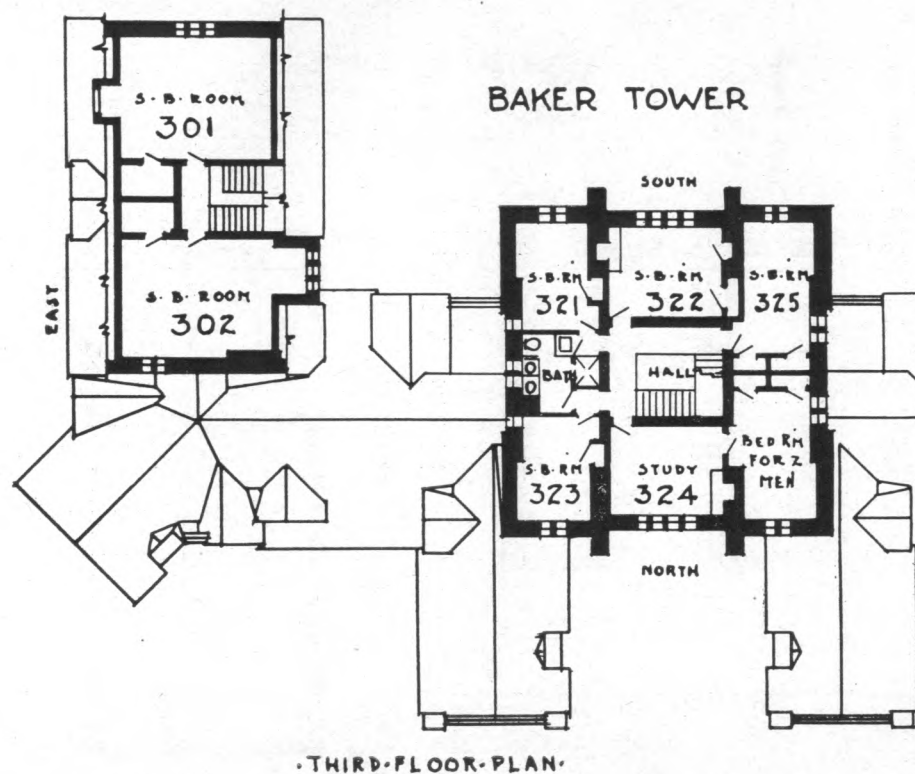 BAKER TOWER
S. B. ROOM
301
S. B. ROOM
302
EAST
SOUTH
S. B. RM
321
S. B. RM
322
S. B. RM
325
BATH
HALL
S. B. RM
323
STUDY
324
BED RM
FOR 2
MEN
NORTH
·THIRD·FLOOR·PLAN·